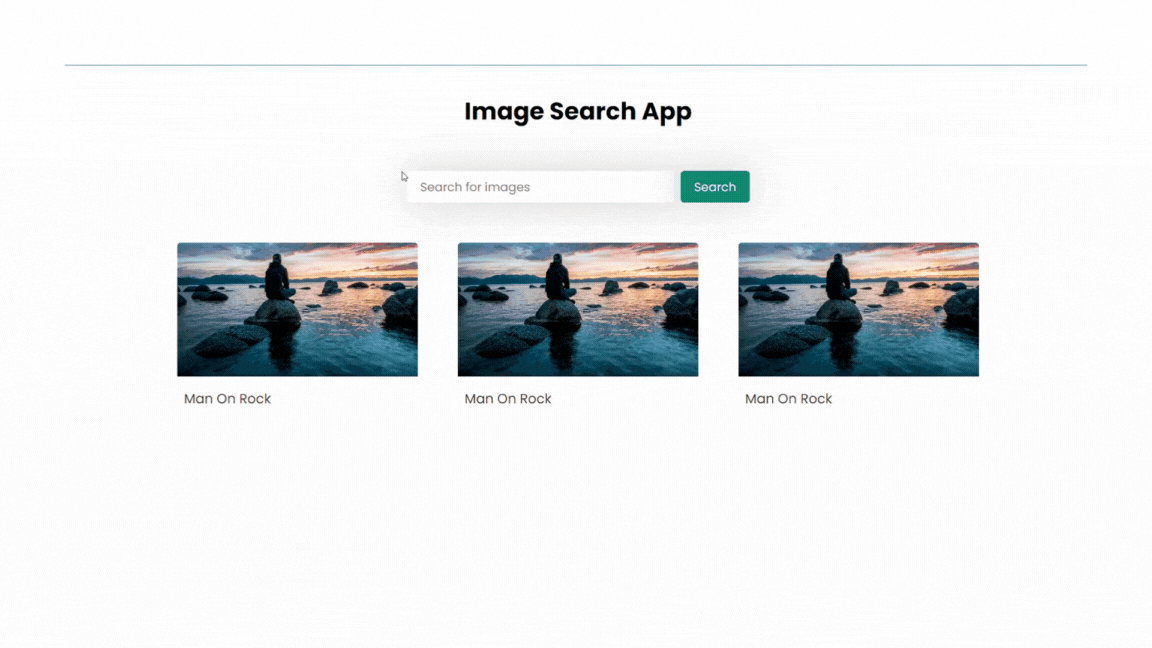 Image Search App
Search for images
Search
Man On Rock
Man On Rock
Man On Rock